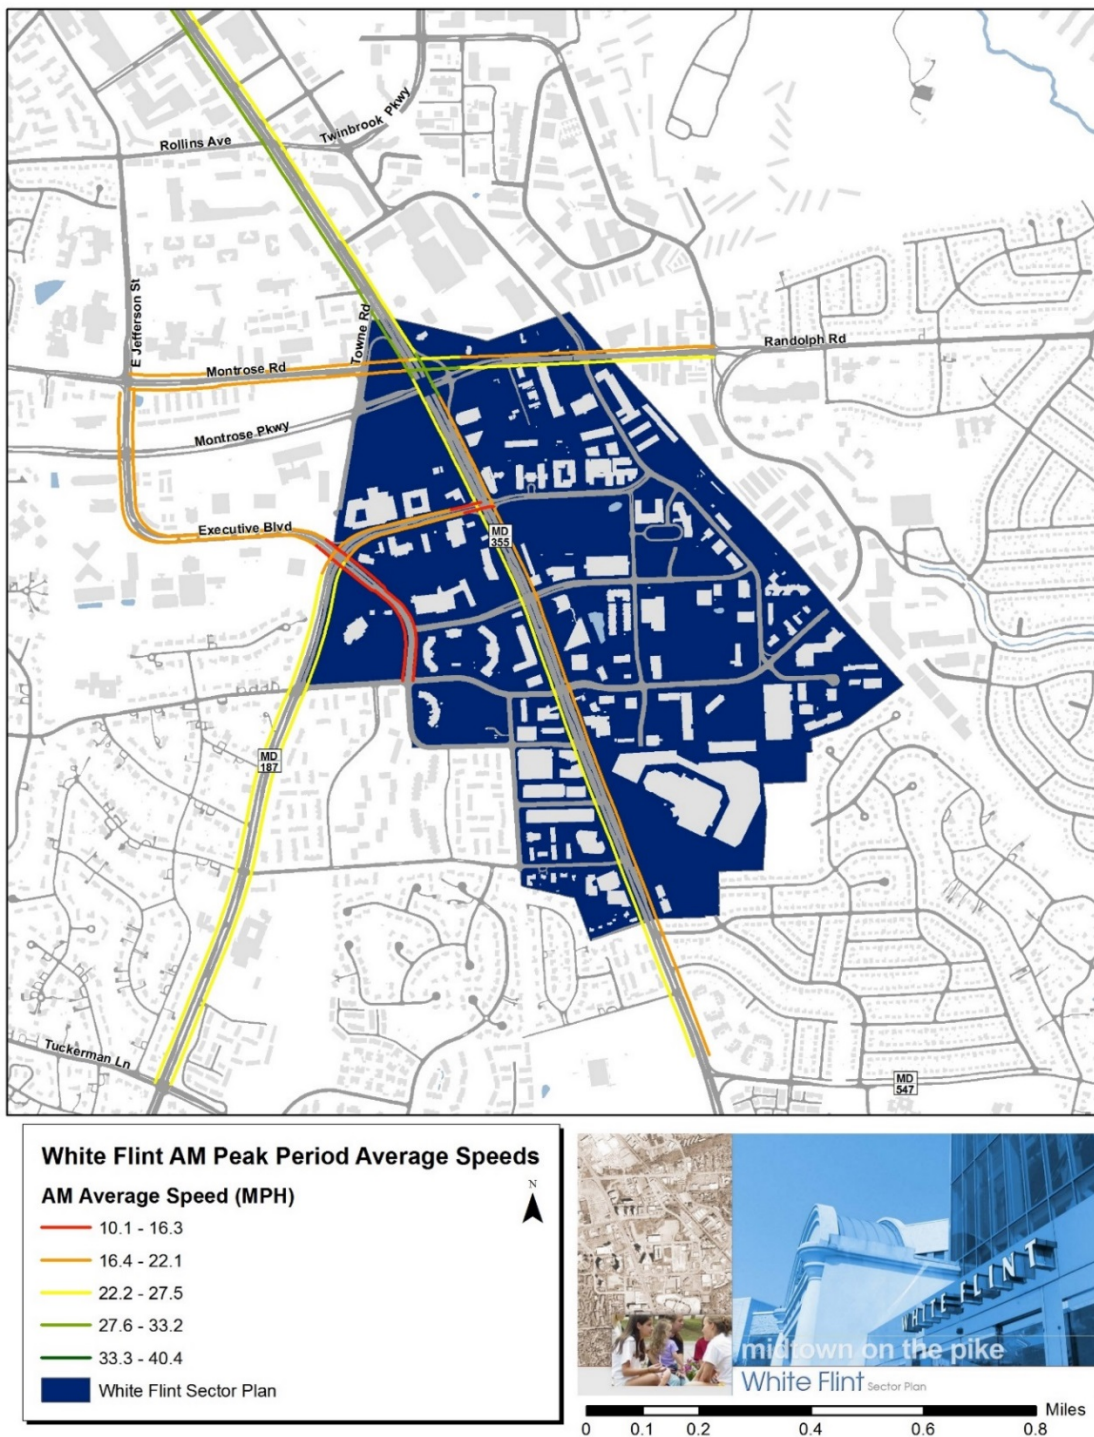 Twinbrook Pkwy
Rollins Ave
E Jefferson St
Towne Rd
Randolph Rd
Montrose Rd
Montrose Pkwy
Executive Blvd
MD
355
MD
187
Tuckerman Ln
MD
547
White Flint AM Peak Period Average Speeds
AM Average Speed (MPH)
N
10.1 - 16.3
16.4 - 22.1
22.2 - 27.5
27.6 - 33.2
33.3 - 40.4
White Flint Sector Plan
WHITE FLINT
midtown on the pike
White Flint Sector Plan
Miles
0 0.1 0.2 0.4 0.6 0.8